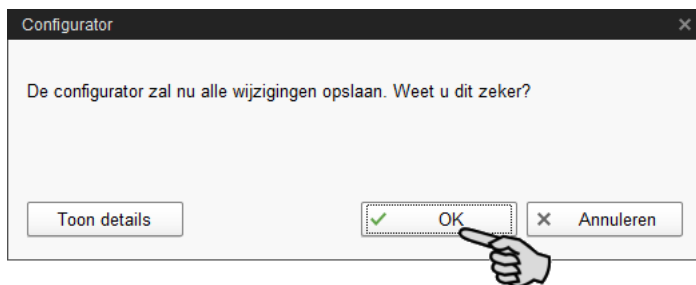 Configurator
De configurator zal nu alle wijzigingen opslaan. Weet u dit zeker?
Toon details
OK
Annuleren